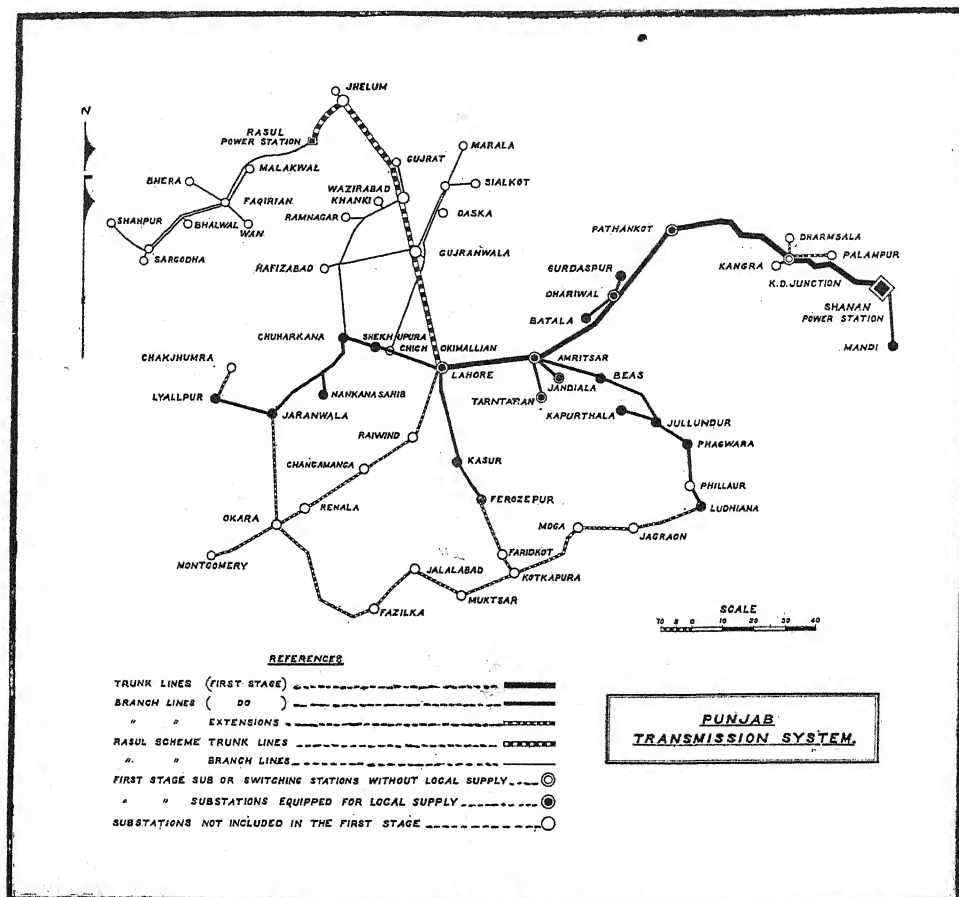 N
JHELUM
RASUL
POWER STATION
GUJRAT
MARALA
MALAKWAL
BHERA
WAZIRABAD
KHANKI
SIALKOT
FAQIRIAN
RAMNAGAR
DASKA
SHAHPUR
BHALWAL
WAN
SARGODHA
HAFIZABAD
GUJRANWALA
PATHANKOT
DHARMSALA
PALAMPUR
KANGRA
K.D. JUNCTION
GURDASPUR
DHARIWAL
BATALA
SHANAN
POWER STATION
MANDI
CHUHARKANA
SHEKHUPURA
CHICHOKIMALLIAN
LAHORE
AMRITSAR
JANDIALA
BEAS
TARNTARAN
KAPURTHALA
JULLUNDUR
CHAKJHUMRA
LYALLPUR
JARANWALA
NANKANASAHIB
PHAGWARA
RAIWIND
CHANGAMANGA
KASUR
PHILLAUR
RENALA
FEROZEPUR
LUDHIANA
OKARA
MOGA
JAGRAON
MONTGOMERY
FARIDKOT
JALALABAD
KOTKAPURA
MUKTSAR
FAZILKA
SCALE
10 5 0 10 20 30 40
REFERENCES
TRUNK LINES (FIRST STAGE)
BRANCH LINES ( DO )
" " EXTENSIONS
RASUL SCHEME TRUNK LINES
" " BRANCH LINES
FIRST STAGE SUB OR SWITCHING STATIONS WITHOUT LOCAL SUPPLY
" " SUBSTATIONS EQUIPPED FOR LOCAL SUPPLY
SUBSTATIONS NOT INCLUDED IN THE FIRST STAGE
PUNJAB
TRANSMISSION SYSTEM.